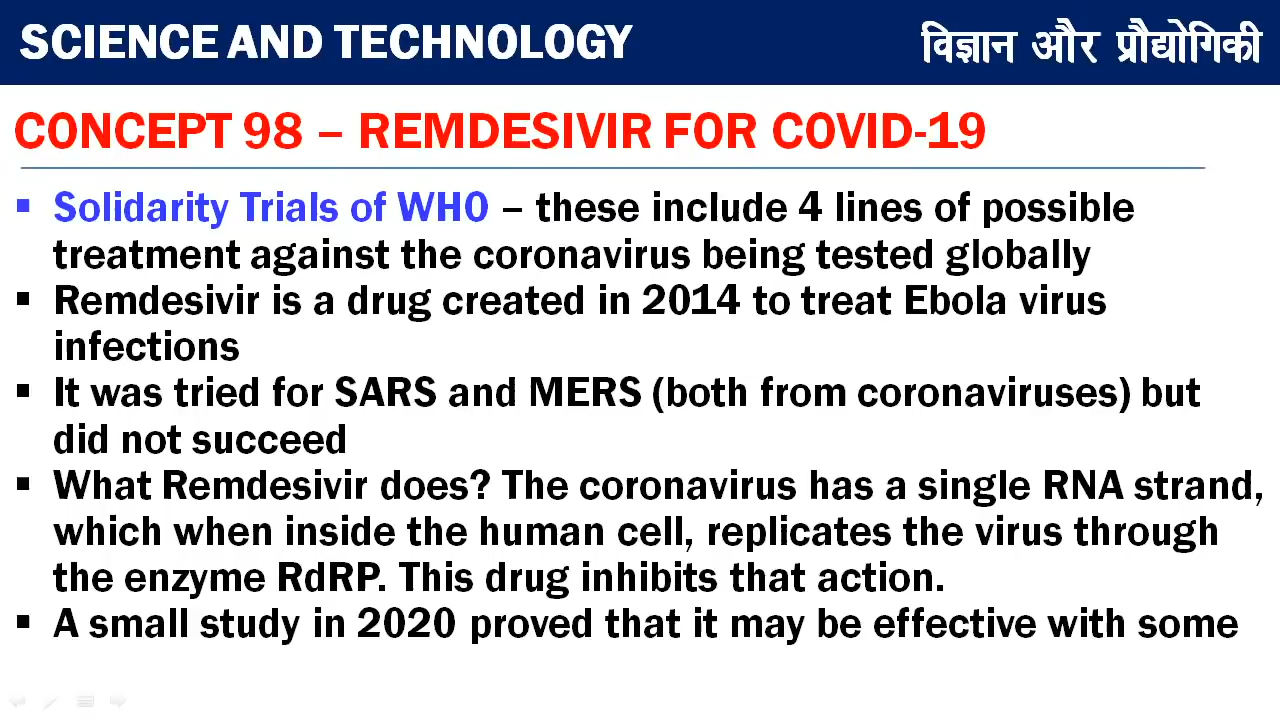 SCIENCE AND TECHNOLOGY
विज्ञान और प्रौद्योगिकी
CONCEPT 98 – REMDESIVIR FOR COVID-19
▪ Solidarity Trials of WHO – these include 4 lines of possible
treatment against the coronavirus being tested globally
▪ Remdesivir is a drug created in 2014 to treat Ebola virus
infections
▪ It was tried for SARS and MERS (both from coronaviruses) but
did not succeed
▪ What Remdesivir does? The coronavirus has a single RNA strand,
which when inside the human cell, replicates the virus through
the enzyme RdRP. This drug inhibits that action.
▪ A small study in 2020 proved that it may be effective with some